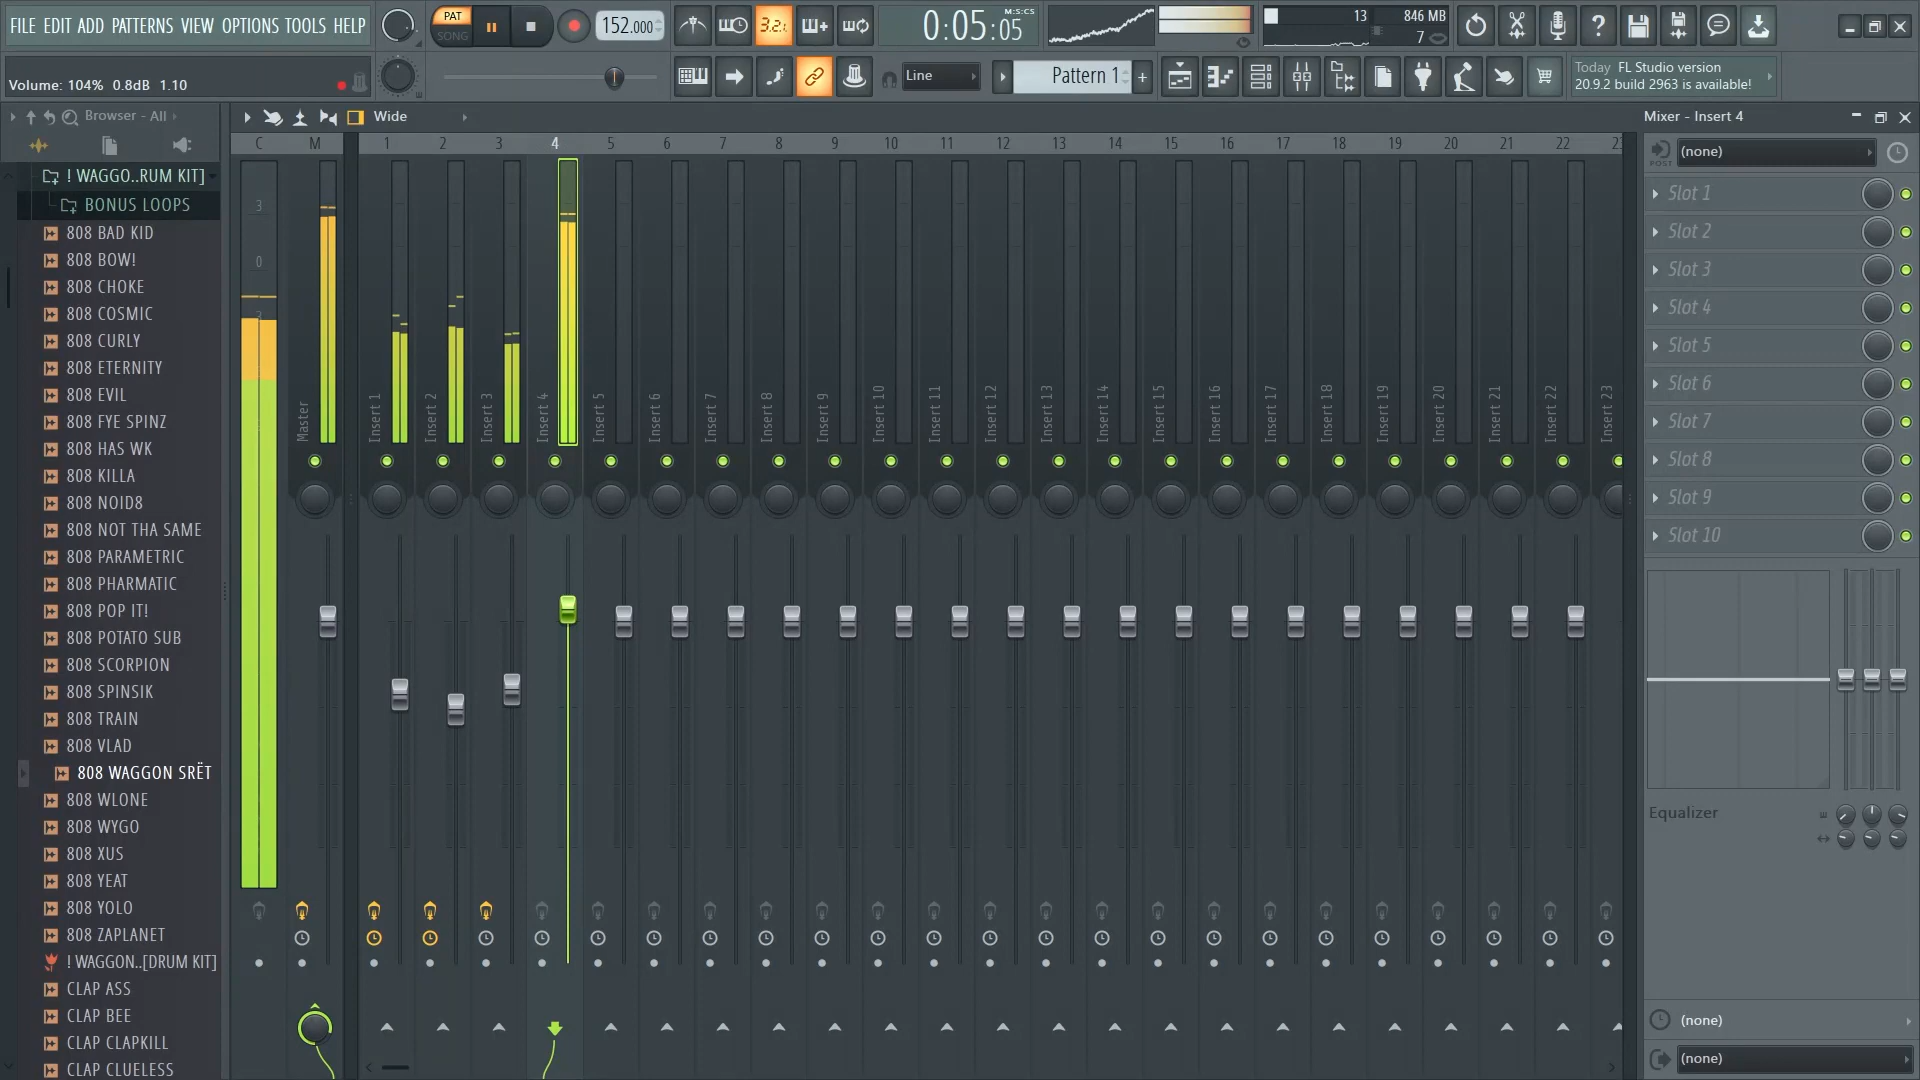 FILE EDIT ADD PATTERNS VIEW OPTIONS TOOLS HELP
PAT
SONG
152.000
3.2.
0:05:05
M:S:CS
13
846 MB
7
Volume: 104% 0.8dB 1.10
Line
Pattern 1
+
Today FL Studio version
20.9.2 build 2963 is available!
Browser - All
Wide
Mixer - Insert 4
C M 1 2 3 4 5 6 7 8 9 10 11 12 13 14 15 16 17 18 19 20 21 22 23
! WAGGO..RUM KIT]
BONUS LOOPS
808 BAD KID
808 BOW!
808 CHOKE
808 COSMIC
808 CURLY
808 ETERNITY
808 EVIL
808 FYE SPINZ
808 HAS WK
808 KILLA
808 NOID8
808 NOT THA SAME
808 PARAMETRIC
808 PHARMATIC
808 POP IT!
808 POTATO SUB
808 SCORPION
808 SPINSIK
808 TRAIN
808 VLAD
808 WAGGON SRËT
808 WLONE
808 WYGO
808 XUS
808 YEAT
808 YOLO
808 ZAPLANET
! WAGGON..[DRUM KIT]
CLAP ASS
CLAP BEE
CLAP CLAPKILL
CLAP CLUELESS
3
0
3
Master
Insert 1
Insert 2
Insert 3
Insert 4
Insert 5
Insert 6
Insert 7
Insert 8
Insert 9
Insert 10
Insert 11
Insert 12
Insert 13
Insert 14
Insert 15
Insert 16
Insert 17
Insert 18
Insert 19
Insert 20
Insert 21
Insert 22
Insert 23
POST
(none)
Slot 1
Slot 2
Slot 3
Slot 4
Slot 5
Slot 6
Slot 7
Slot 8
Slot 9
Slot 10
Equalizer
(none)
(none)